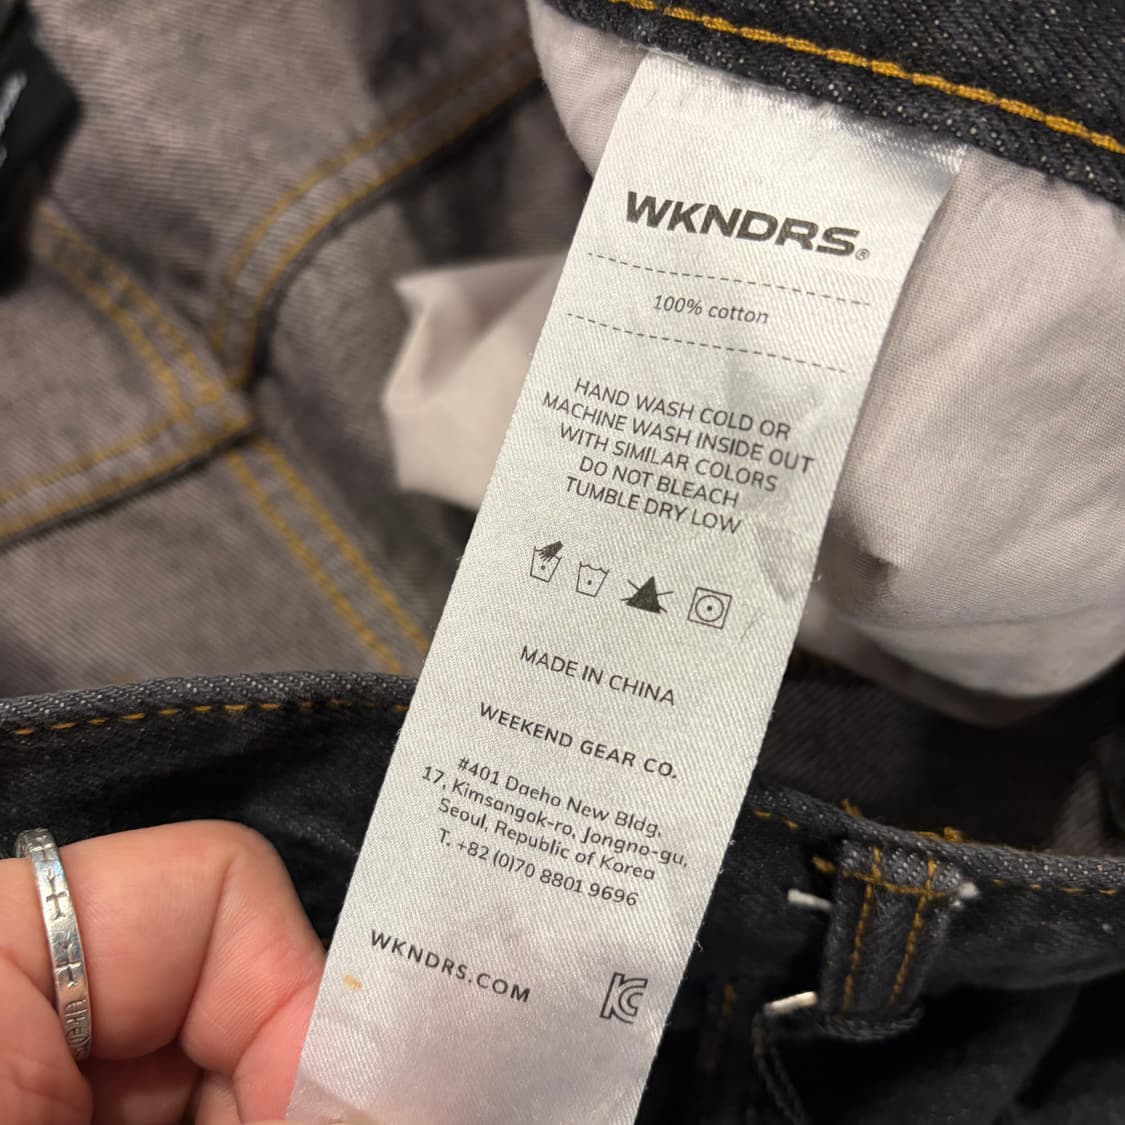 WKNDRS®
100% cotton
HAND WASH COLD OR
MACHINE WASH INSIDE OUT
WITH SIMILAR COLORS
DO NOT BLEACH
TUMBLE DRY LOW
MADE IN CHINA
WEEKEND GEAR CO.
#401 Daeho New Bldg,
17, Kimsangok-ro, Jongno-gu,
Seoul, Republic of Korea
T. +82 (0)70 8801 9696
WKNDRS.COM
KC